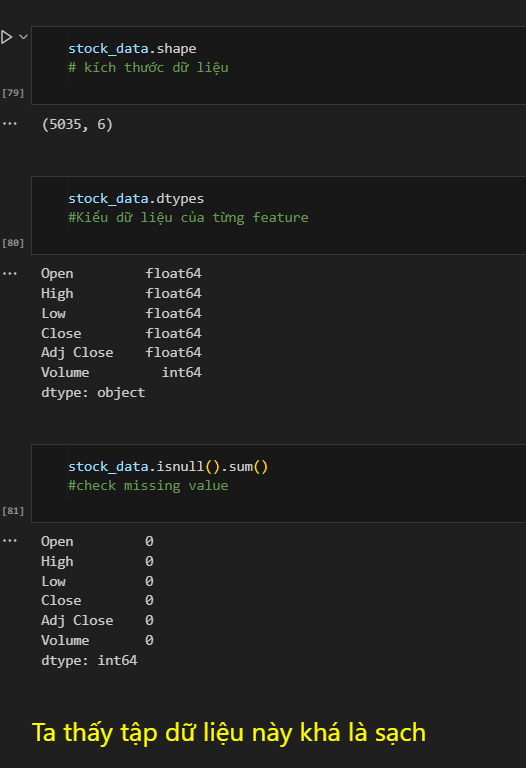 stock_data.shape
# kích thước dữ liệu
[79]
(5035, 6)
stock_data.dtypes
#Kiểu dữ liệu của từng feature
[80]
Open float64
High float64
Low float64
Close float64
Adj Close float64
Volume int64
dtype: object
stock_data.isnull().sum()
#check missing value
[81]
Open 0
High 0
Low 0
Close 0
Adj Close 0
Volume 0
dtype: int64
Ta thấy tập dữ liệu này khá là sạch